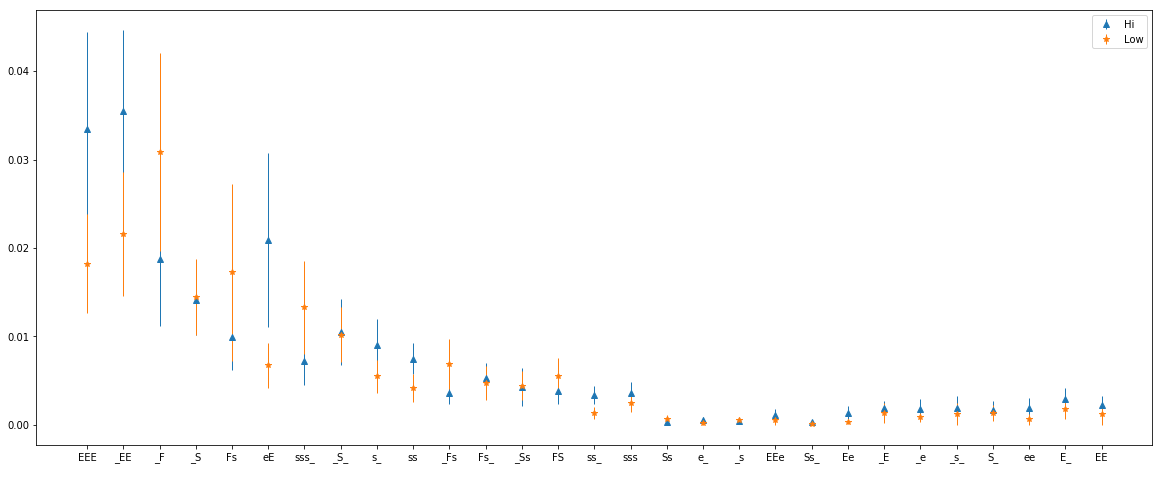 Hi
Low
0.04
0.03
0.02
0.01
0.00
EEE _EE _F _S Fs eE sss_ _S_ s_ ss _Fs Fs_ _Ss FS ss_ sss Ss e_ _s EEe Ss_ Ee _E _e _s_ S_ ee E_ EE